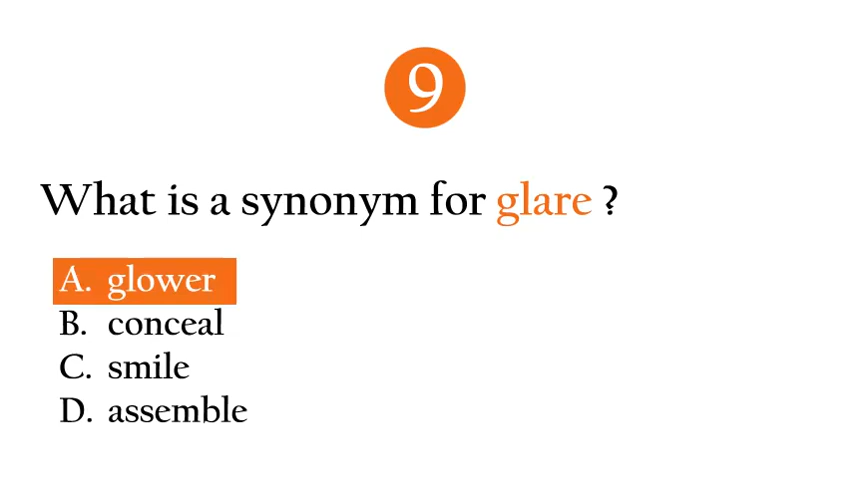 9
What is a synonym for glare ?
A. glower
B. conceal
C. smile
D. assemble